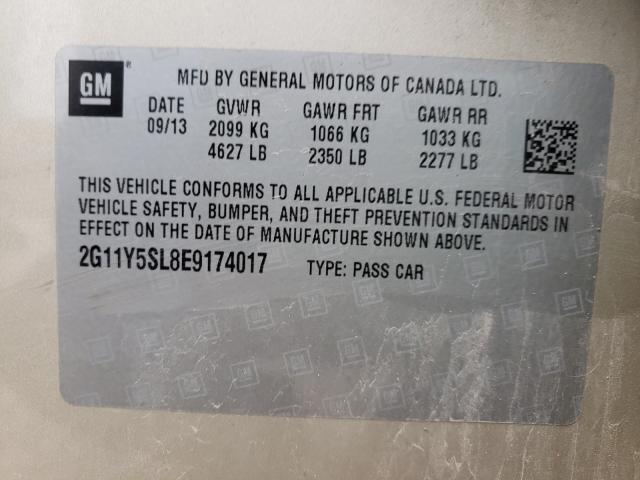 GM ®
MFD BY GENERAL MOTORS OF CANADA LTD.
DATE GVWR GAWR FRT GAWR RR
09/13 2099 KG 1066 KG 1033 KG
4627 LB 2350 LB 2277 LB
THIS VEHICLE CONFORMS TO ALL APPLICABLE U.S. FEDERAL MOTOR
VEHICLE SAFETY, BUMPER, AND THEFT PREVENTION STANDARDS IN
EFFECT ON THE DATE OF MANUFACTURE SHOWN ABOVE.
2G11Y5SL8E9174017 TYPE: PASS CAR